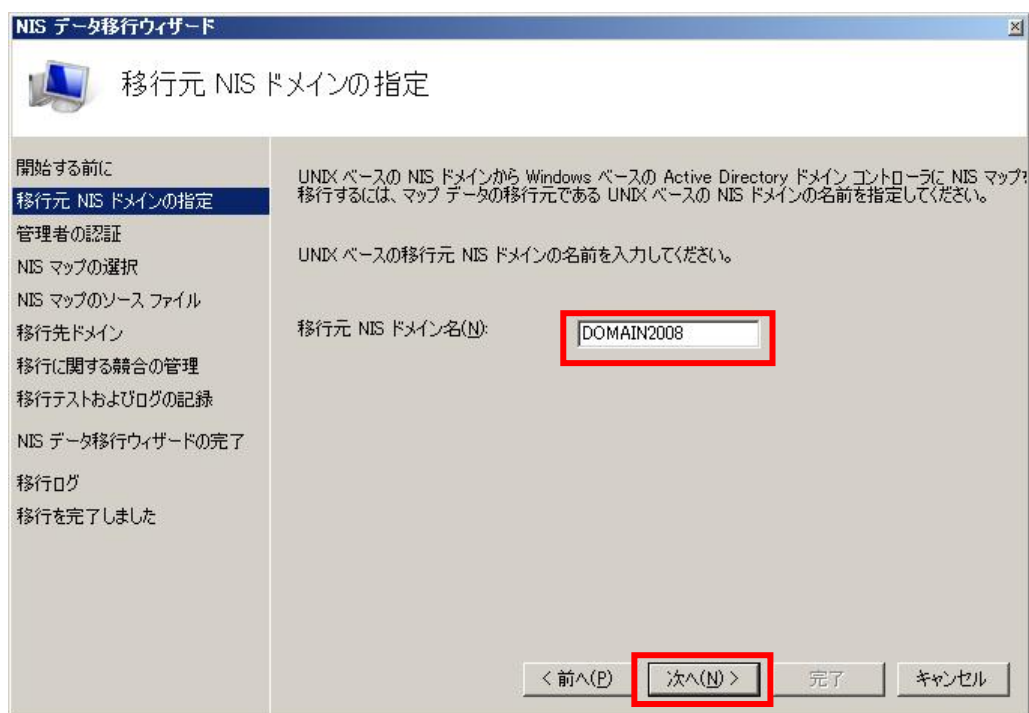 NIS データ移行ウィザード
移行元 NIS ドメインの指定
開始する前に
移行元 NIS ドメインの指定
管理者の認証
NIS マップの選択
NIS マップのソース ファイル
移行先ドメイン
移行に関する競合の管理
移行テストおよびログの記録
NIS データ移行ウィザードの完了
移行ログ
移行を完了しました
UNIX ベースの NIS ドメインから Windows ベースの Active Directory ドメイン コントローラに NIS マップ
移行するには、マップ データの移行元である UNIX ベースの NIS ドメインの名前を指定してください。
UNIX ベースの移行元 NIS ドメインの名前を入力してください。
移行元 NIS ドメイン名(N): DOMAIN2008
< 前へ(P) 次へ(N) > 完了 キャンセル